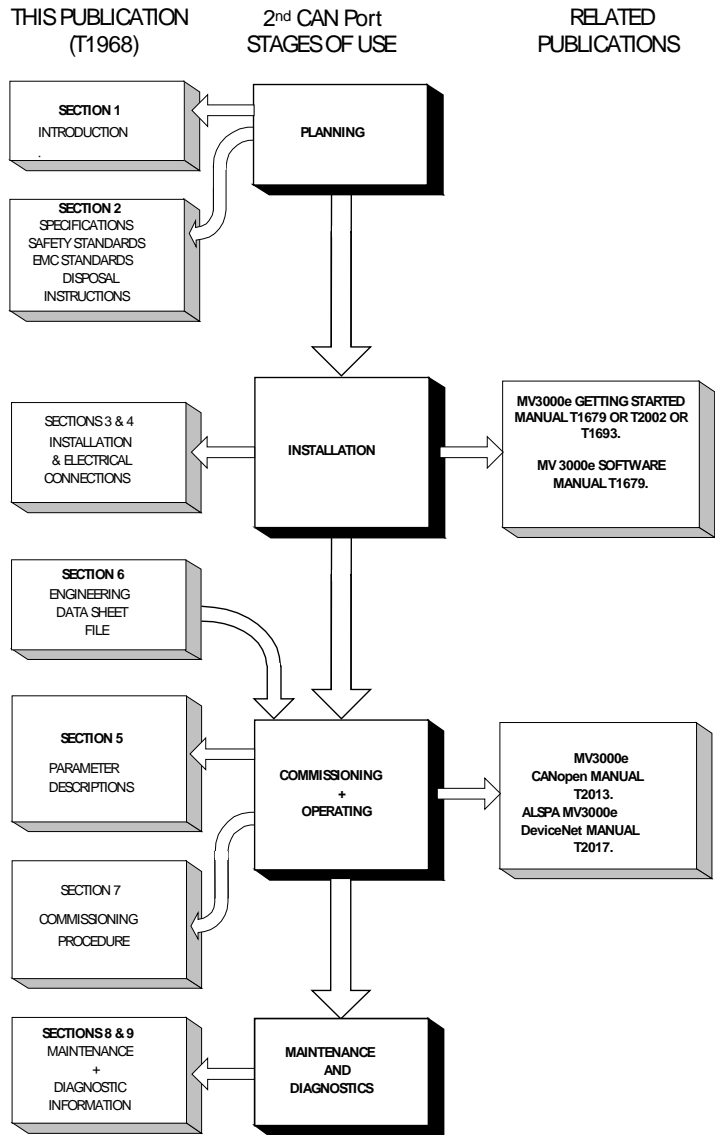 THIS PUBLICATION
(T1968)
2nd CAN Port
STAGES OF USE
RELATED
PUBLICATIONS
SECTION 1
INTRODUCTION
.
PLANNING
SECTION 2
SPECIFICATIONS
SAFETY STANDARDS
EMC STANDARDS
DISPOSAL
INSTRUCTIONS
SECTIONS 3 & 4
INSTALLATION
& ELECTRICAL
CONNECTIONS
INSTALLATION
MV3000e GETTING STARTED
MANUAL T1679 OR T2002 OR
T1693.
MV 3000e SOFTWARE
MANUAL T1679.
SECTION 6
ENGINEERING
DATA SHEET
FILE
SECTION 5
PARAMETER
DESCRIPTIONS
COMMISSIONING
+
OPERATING
MV3000e
CANopen MANUAL
T2013.
ALSPA MV3000e
DeviceNet MANUAL
T2017.
SECTION 7
COMMISSIONING
PROCEDURE
SECTIONS 8 & 9
MAINTENANCE
+
DIAGNOSTIC
INFORMATION
MAINTENANCE
AND
DIAGNOSTICS